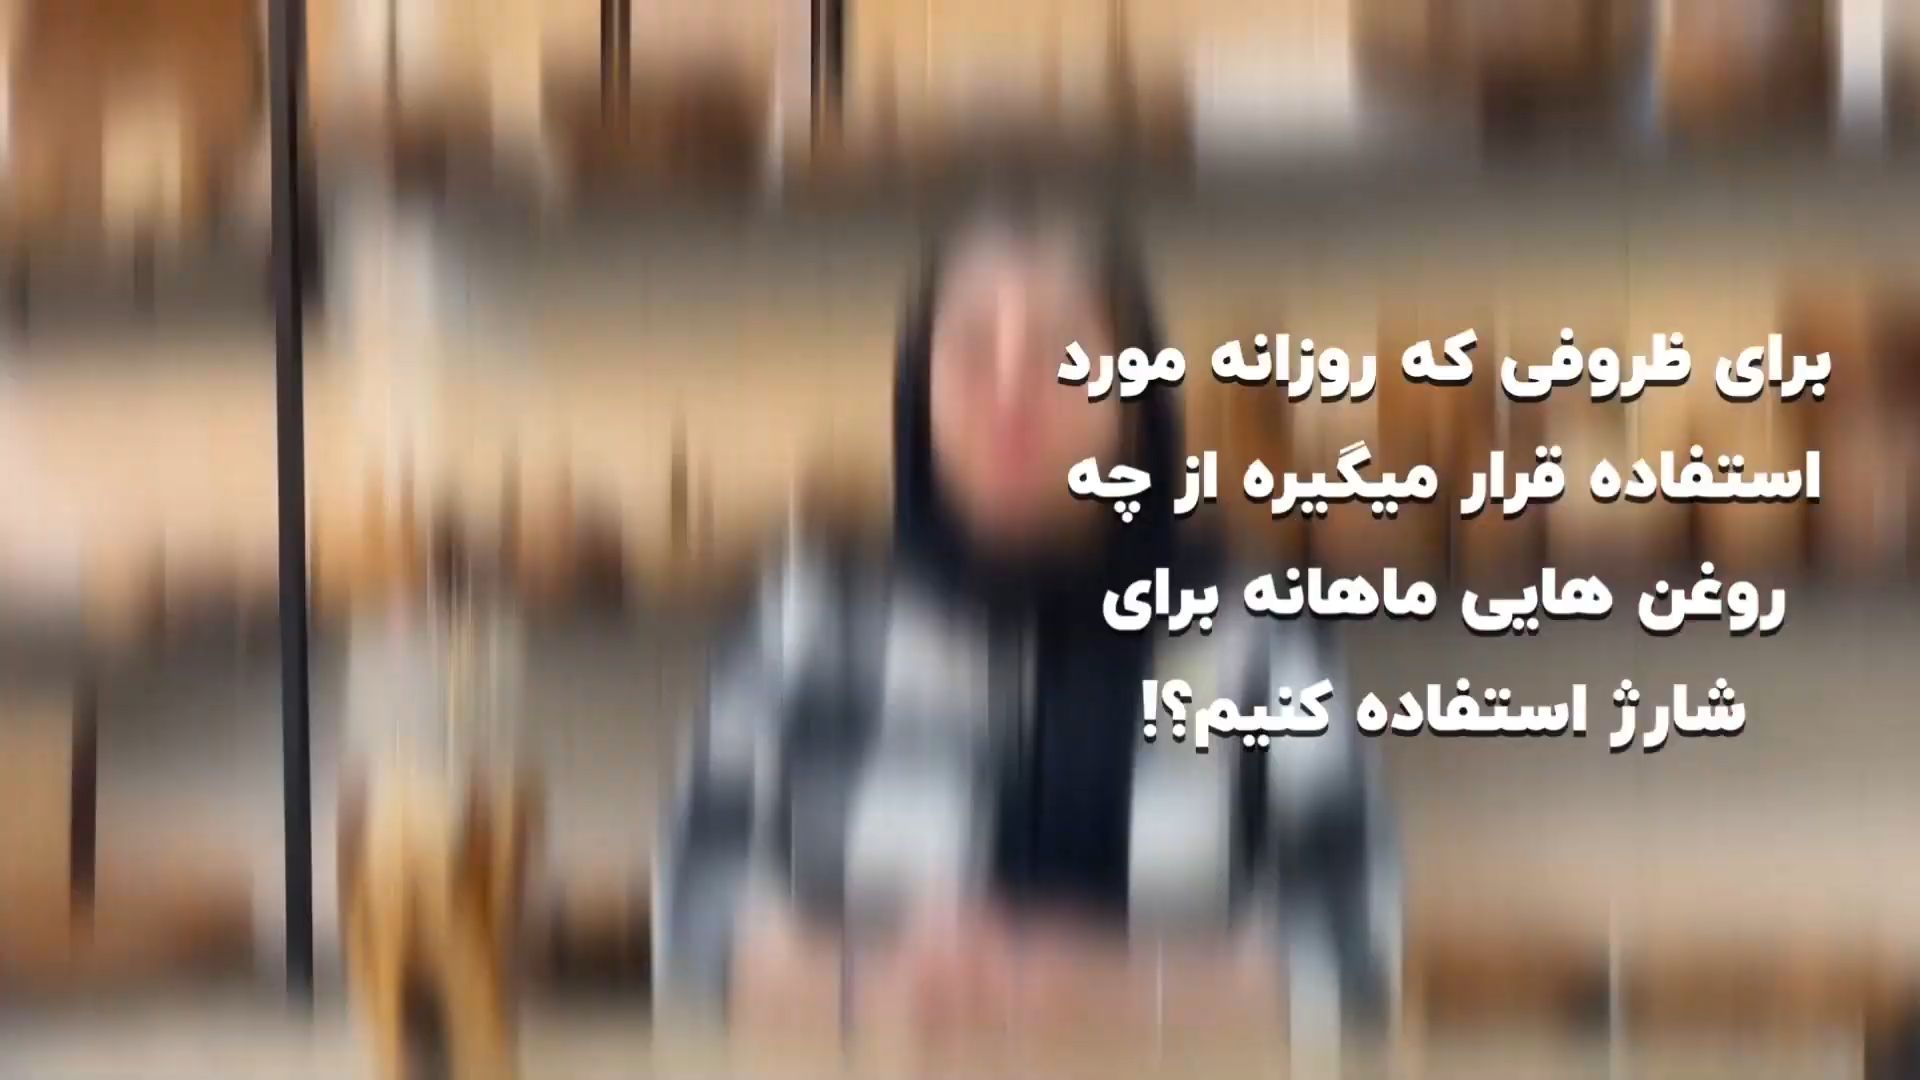 برای ظروفی که روزانه مورد
استفاده قرار میگیره از چه
روغن هایی ماهانه برای
شارژ استفاده کنیم؟!